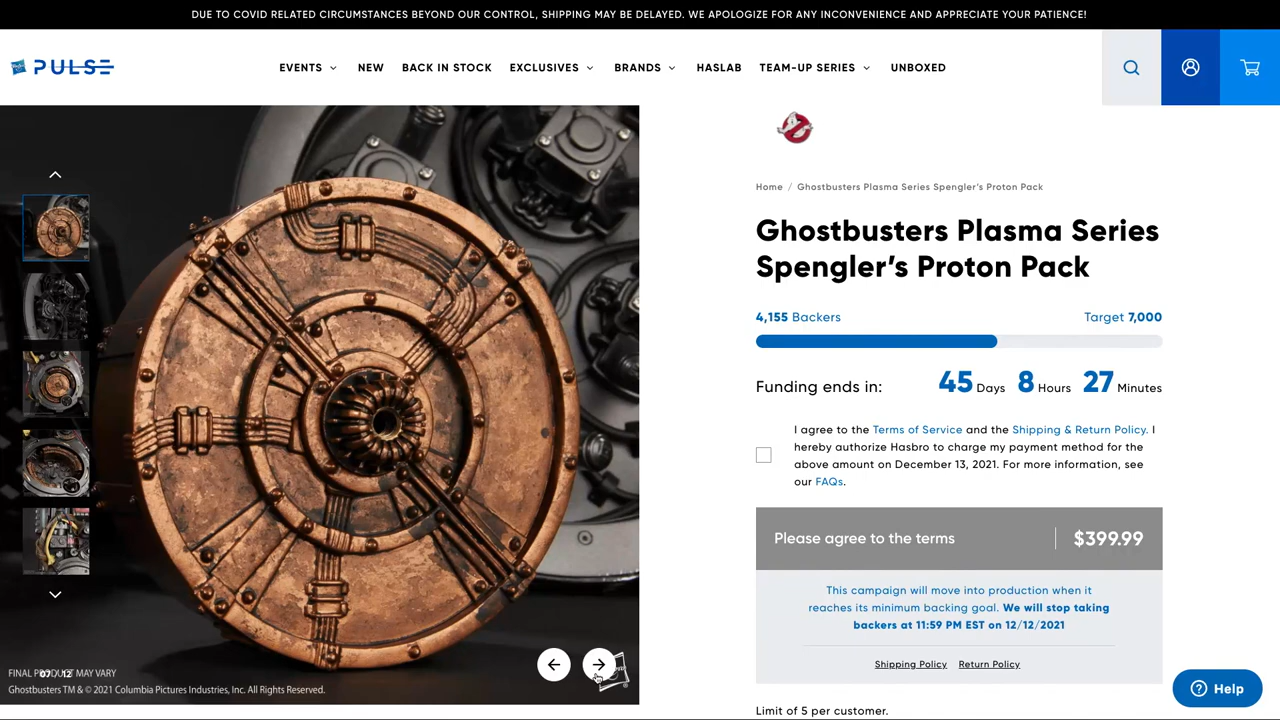 DUE TO COVID RELATED CIRCUMSTANCES BEYOND OUR CONTROL, SHIPPING MAY BE DELAYED. WE APOLOGIZE FOR ANY INCONVENIENCE AND APPRECIATE YOUR PATIENCE!
PULSE
EVENTS NEW BACK IN STOCK EXCLUSIVES BRANDS HASLAB TEAM-UP SERIES UNBOXED
Home / Ghostbusters Plasma Series Spengler's Proton Pack
Ghostbusters Plasma Series
Spengler's Proton Pack
4,155 Backers Target 7,000
Funding ends in: 45 Days 8 Hours 27 Minutes
I agree to the Terms of Service and the Shipping & Return Policy. I
hereby authorize Hasbro to charge my payment method for the
above amount on December 13, 2021. For more information, see
our FAQs.
Please agree to the terms $399.99
This campaign will move into production when it
reaches its minimum backing goal. We will stop taking
backers at 11:59 PM EST on 12/12/2021
Shipping Policy Return Policy
Limit of 5 per customer.
FINAL PRODUCT MAY VARY
Ghostbusters TM & © 2021 Columbia Pictures Industries, Inc. All Rights Reserved.
Help